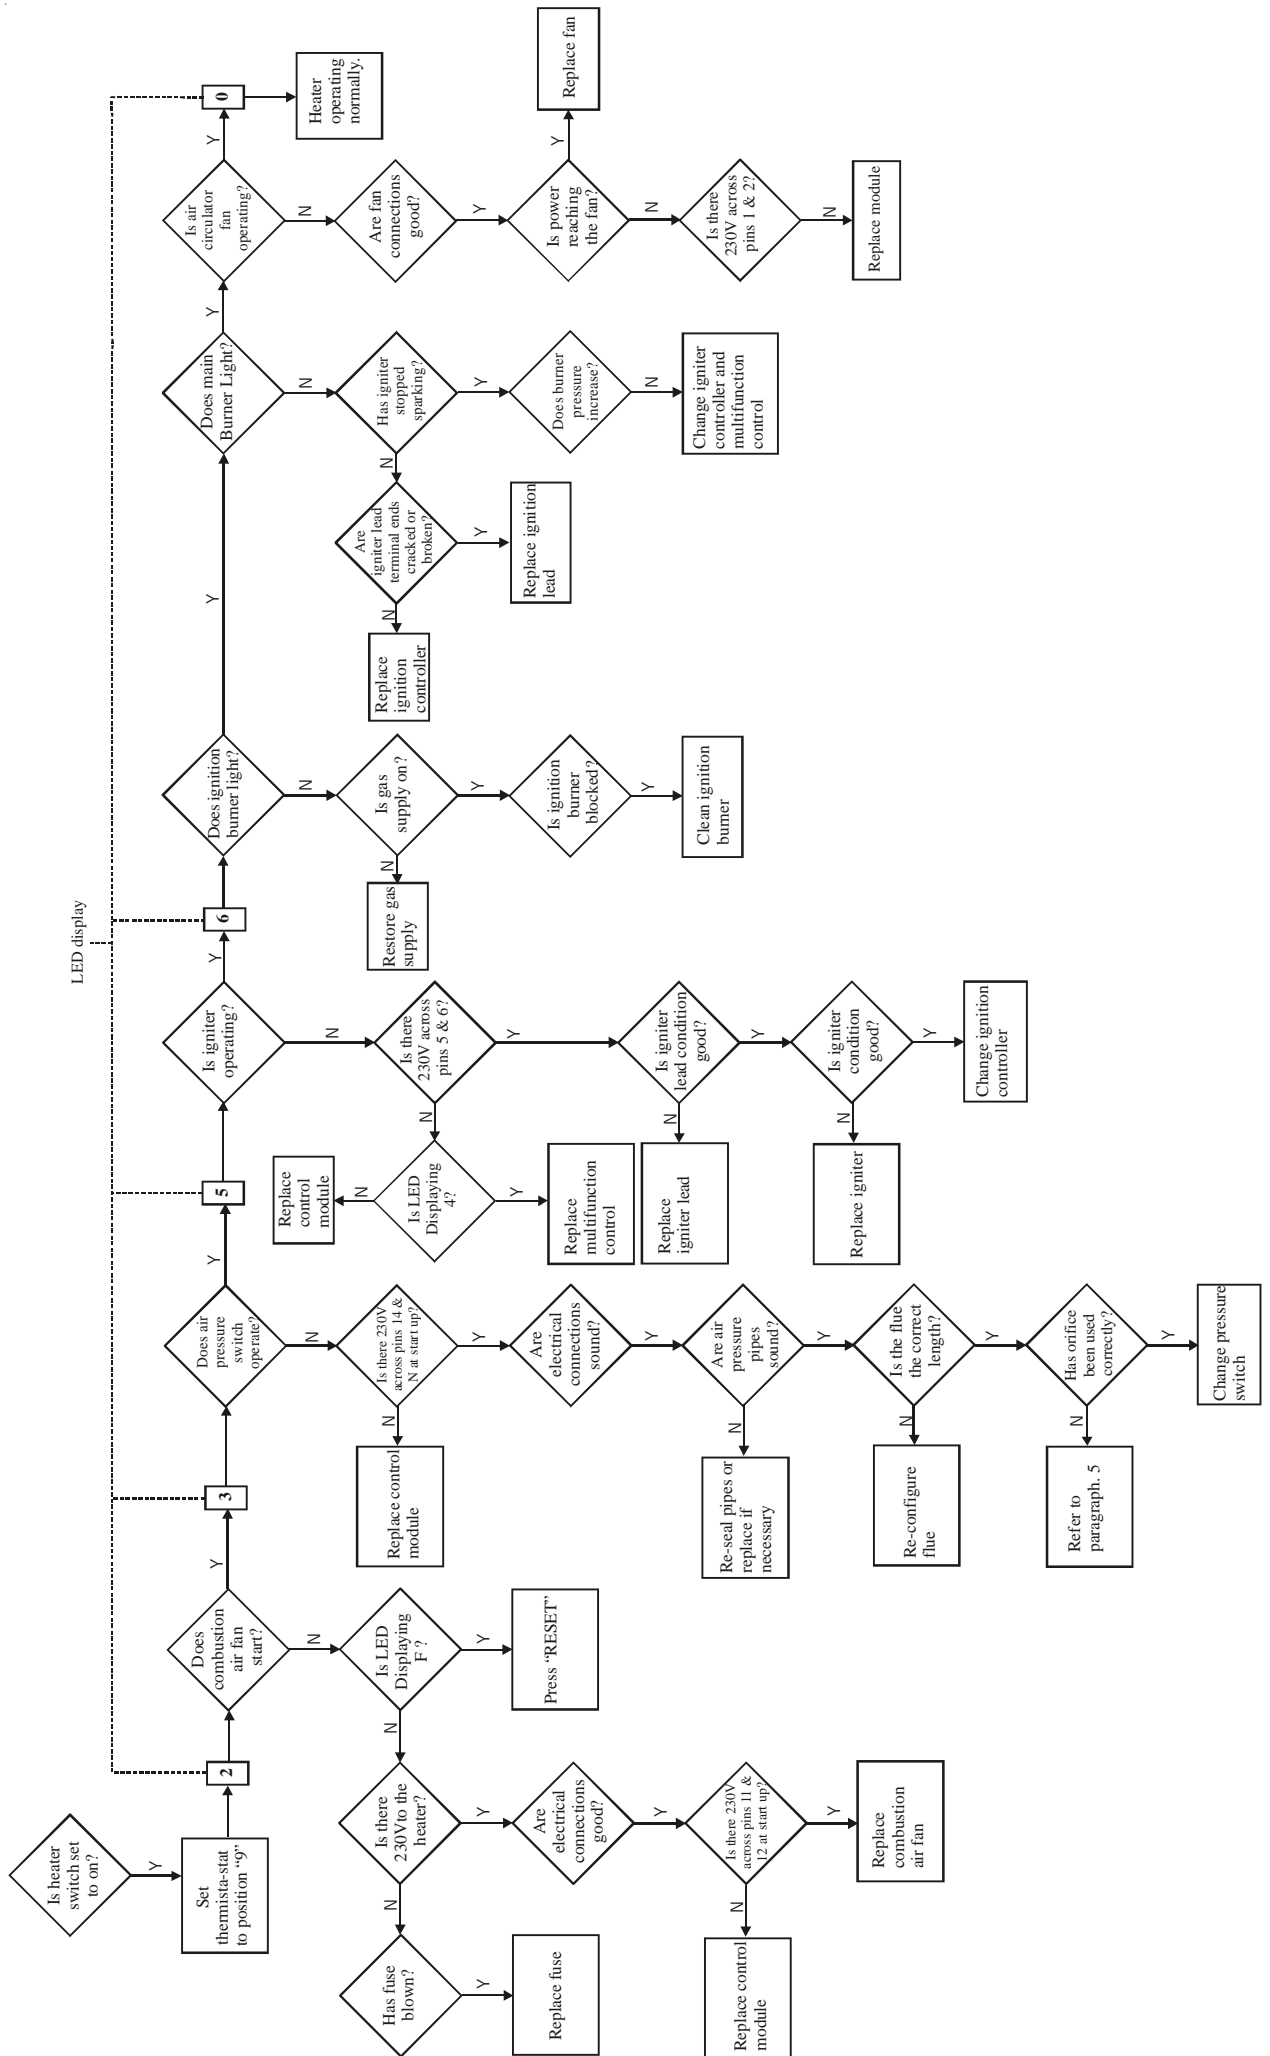 LED display
Is heater
switch set
to on?
Y
Set
thermista-stat
to position “9”
2
Does
combustion
air fan
start?
Y
3
Does air
pressure
switch
operate?
Y
5
Is igniter
operating?
Y
6
Does ignition
burner light?
Y
Does main
Burner Light?
Y
Is air
circulator
fan
operating?
Y
0
Heater
operating
normally.
N
Is LED
Displaying
F ?
Y
Press “RESET”
N
Is there
230V to the
heater?
N
Has fuse
blown?
Y
Replace fuse
Y
Are
electrical
connections
good?
Y
Is there 230V
across pins 11 &
12 at start up?
N
Replace control
module
Y
Replace
combustion
air fan
N
Is there 230V
across pins 14 &
N at start up?
N
Replace control
module
Y
Are
electrical
connections
sound?
Y
Are air
pressure
pipes
sound?
N
Re-seal pipes or
replace if
necessary
Y
Is the flue
the correct
length?
N
Re-configure
flue
Y
Has orifice
been used
correctly?
N
Refer to
paragraph. 5
Y
Change pressure
switch
N
Is there
230V across
pins 5 & 6?
N
Is LED
Displaying
4?
N
Replace
control
module
Y
Replace
multifunction
control
Y
Is igniter
lead condition
good?
N
Replace
igniter lead
Y
Is igniter
condition
good?
N
Replace igniter
Y
Change ignition
controller
N
Is gas
supply on?
N
Restore gas
supply
Y
Is ignition
burner
blocked?
Y
Clean ignition
burner
N
Has igniter
stopped
sparking?
N
Are
igniter lead
terminal ends
cracked or
broken?
N
Replace
ignition
controller
Y
Replace ignition
lead
Y
Does burner
pressure
increase?
N
Change igniter
controller and
multifunction
control
N
Are fan
connections
good?
Y
Is power
reaching
the fan?
Y
Replace fan
N
Is there
230V across
pins 1 & 2?
N
Replace module